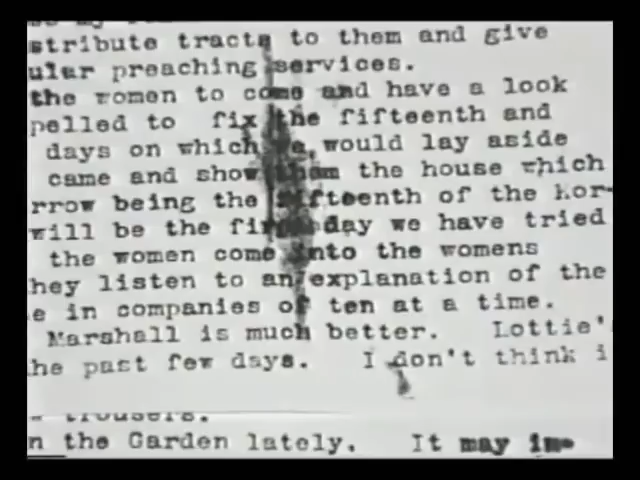 stribute tracts to them and give
ular preaching services.
the women to come and have a look
pelled to fix the fifteenth and
days on which we would lay aside
came and show them the house which
rrow being the fifteenth of the Kor-
will be the first day we have tried
the women come into the womens
hey listen to an explanation of the
e in companies of ten at a time.
Marshall is much better. Lottie'
he past few days. I don't think i
trousers.
n the Garden lately. It may